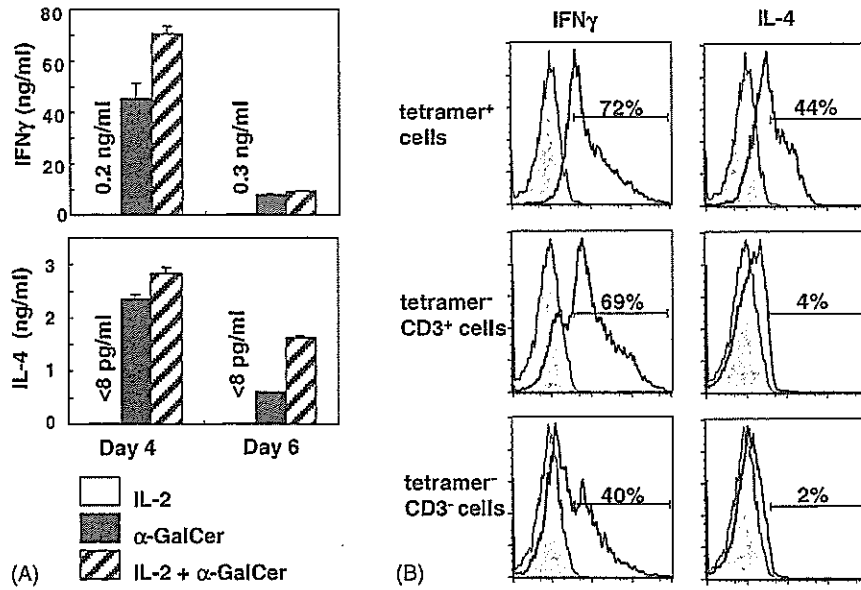 80
60
40
20
0
IFNγ (ng/ml)
0.2 ng/ml
0.3 ng/ml
3
2
1
0
IL-4 (ng/ml)
<8 pg/ml
<8 pg/ml
Day 4
Day 6
IL-2
α-GalCer
IL-2 + α-GalCer
(A)
IFNγ
IL-4
tetramer⁺
cells
72%
44%
tetramer⁻
CD3⁺ cells
69%
4%
tetramer⁻
CD3⁻ cells
40%
2%
(B)